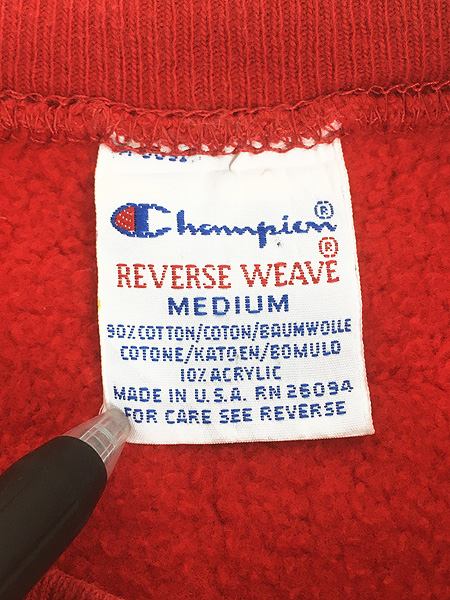 Champion®
®
REVERSE WEAVE
MEDIUM
90% COTTON/COTON/BAUMWOLLE
COTONE/KATOEN/BOMULD
10% ACRYLIC
MADE IN U.S.A. RN 26094
FOR CARE SEE REVERSE